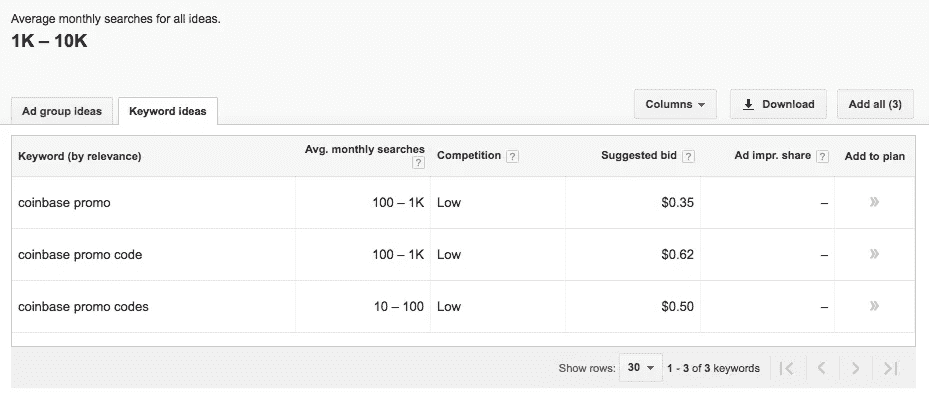 Average monthly searches for all ideas.
1K – 10K
Ad group ideas Keyword ideas Columns Download Add all (3)
Keyword (by relevance) Avg. monthly searches ? Competition ? Suggested bid ? Ad impr. share ? Add to plan
coinbase promo 100 – 1K Low $0.35 – »
coinbase promo code 100 – 1K Low $0.62 – »
coinbase promo codes 10 – 100 Low $0.50 – »
Show rows: 30 1 - 3 of 3 keywords